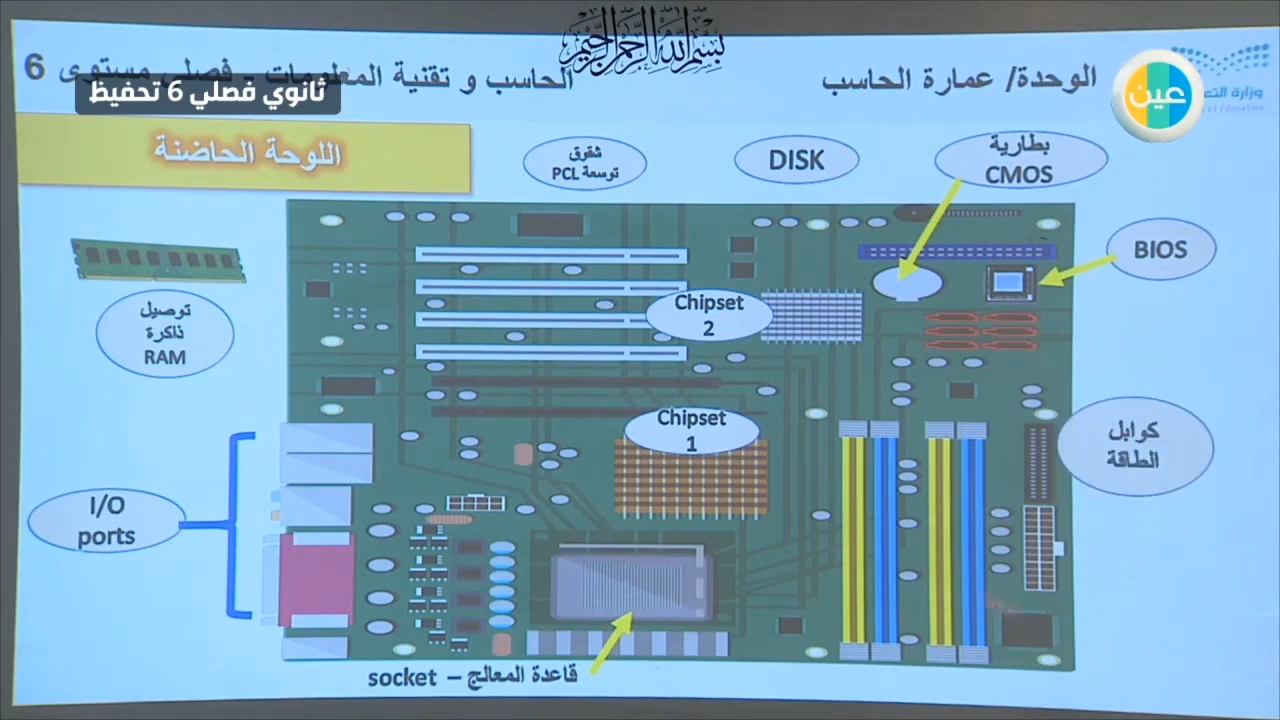 بسم الله الرحمن الرحيم
الوحدة/ عمارة الحاسب
الحاسب و تقنية المعلومات - فصلي مستوى 6
ثانوي فصلي 6 تحفيظ
عين
of Education
اللوحة الحاضنة
بطارية
CMOS
DISK
شقوق
توسعة PCL
BIOS
توصيل
ذاكرة
RAM
Chipset
2
Chipset
1
كوابل
الطاقة
I/O
ports
قاعدة المعالج – socket